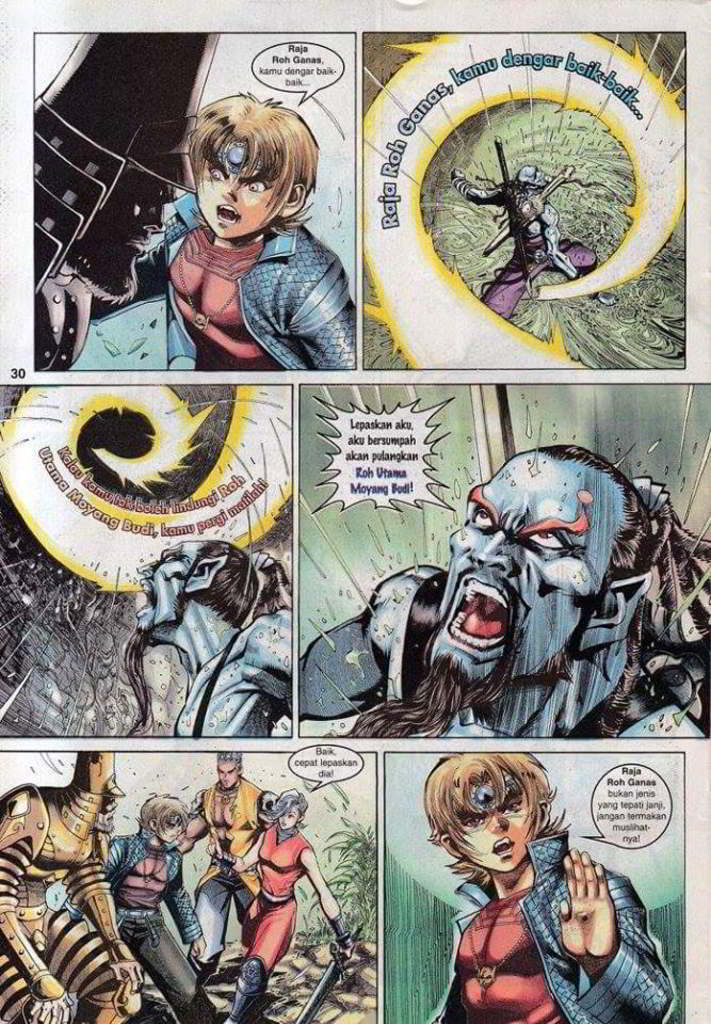 Raja
Roh Ganas,
kamu dengar baik-
baik...
Raja Roh Ganas, kamu dengar baik-baik...
30
Kalau kamu tak boleh lindungi Roh
Utama Moyang Budi, kamu pergi matilah!
Lepaskan aku,
aku bersumpah
akan pulangkan
Roh Utama
Moyang Budi!
Baik,
cepat lepaskan
dia!
Raja
Roh Ganas
bukan jenis
yang tepati janji,
jangan termakan
muslihat-
nya!